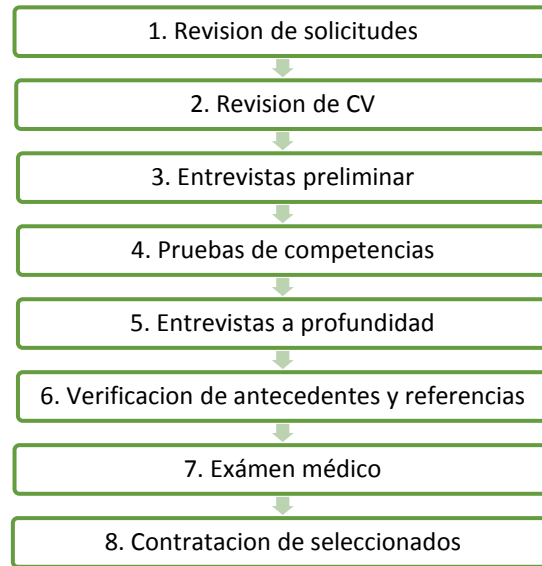 1. Revision de solicitudes
2. Revision de CV
3. Entrevistas preliminar
4. Pruebas de competencias
5. Entrevistas a profundidad
6. Verificacion de antecedentes y referencias
7. Exámen médico
8. Contratacion de seleccionados